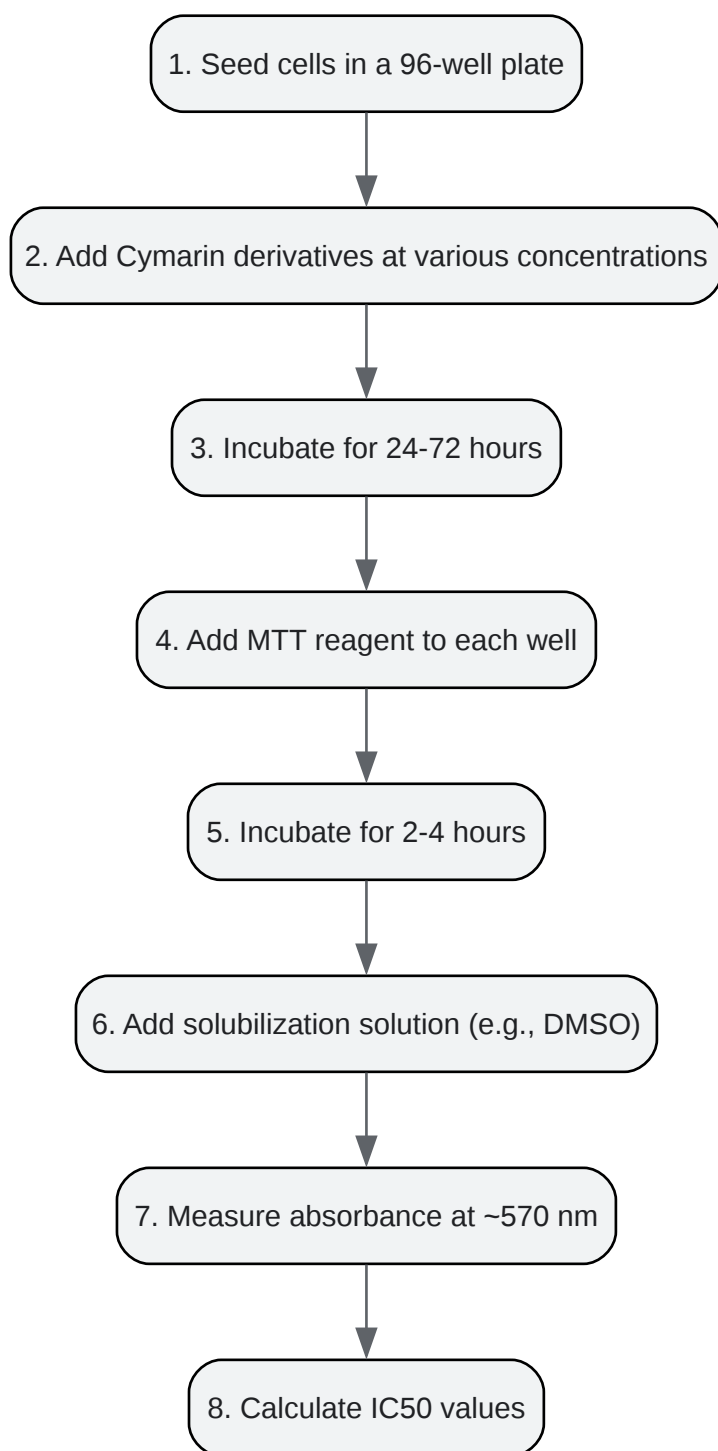 1. Seed cells in a 96-well plate
2. Add Cymarin derivatives at various concentrations
3. Incubate for 24-72 hours
4. Add MTT reagent to each well
5. Incubate for 2-4 hours
6. Add solubilization solution (e.g., DMSO)
7. Measure absorbance at ~570 nm
8. Calculate IC50 values